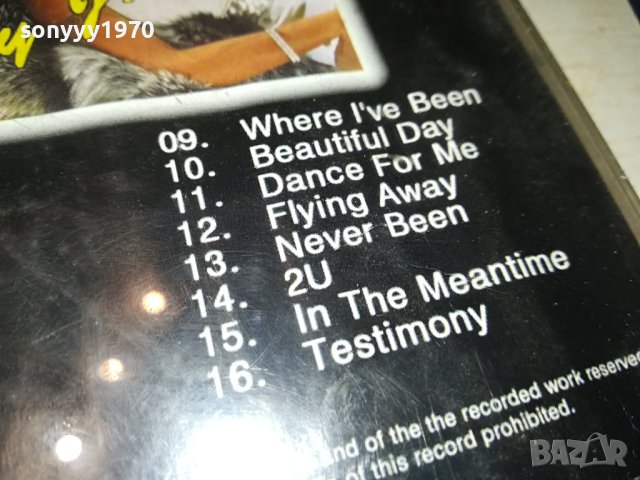 sonyyy1970
09. Where I've Been
10. Beautiful Day
11. Dance For Me
12. Flying Away
13. Never Been
14. 2U
15. In The Meantime
16. Testimony
and of the the recorded work reserved
of this record prohibited.
BAZAR